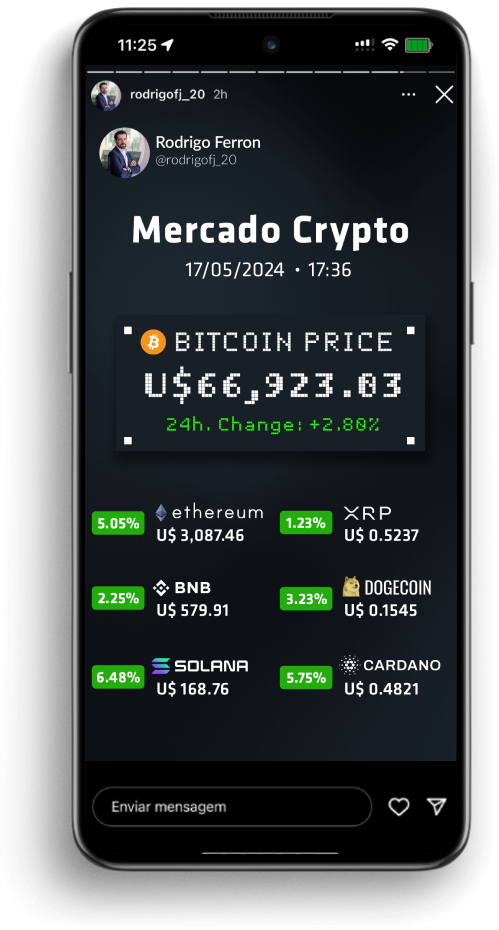 11:25
rodrigofj_20 2h
Rodrigo Ferron
@rodrigofj_20
Mercado Crypto
17/05/2024 • 17:36
BITCOIN PRICE
U$66,923.03
24h. Change: +2.80%
5.05% ethereum
U$ 3,087.46
1.23% XRP
U$ 0.5237
2.25% BNB
U$ 579.91
3.23% DOGECOIN
U$ 0.1545
6.48% SOLANA
U$ 168.76
5.75% CARDANO
U$ 0.4821
Enviar mensagem